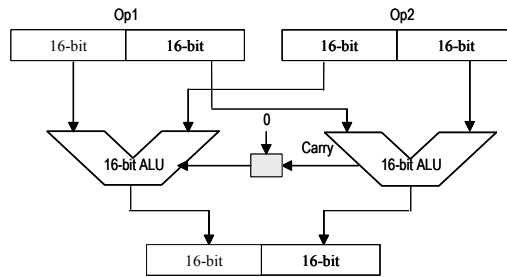 Op1 Op2
16-bit 16-bit 16-bit 16-bit
0
16-bit ALU Carry 16-bit ALU
16-bit 16-bit